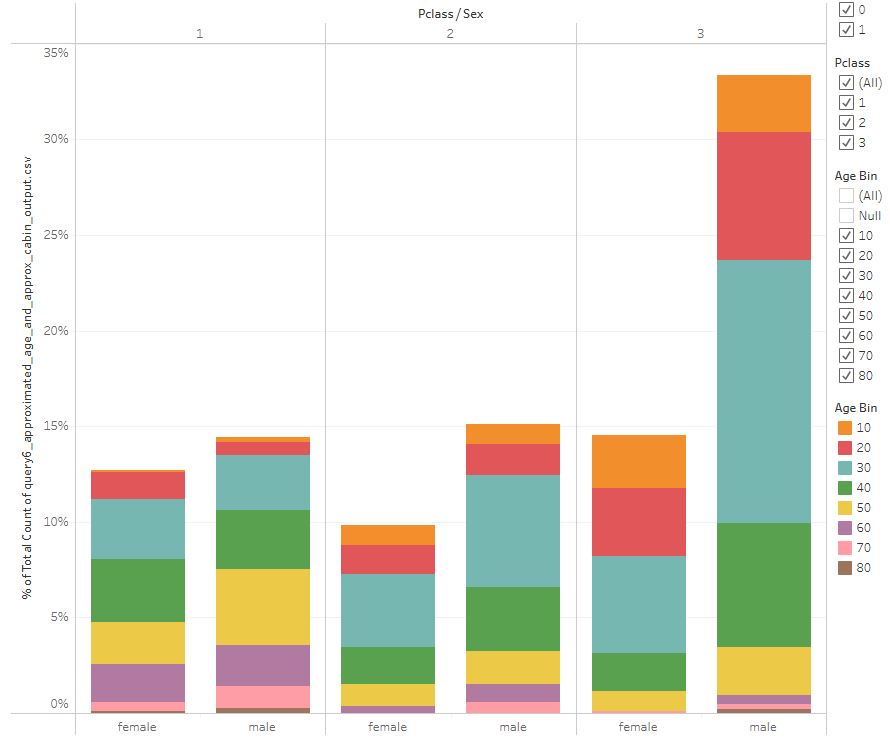 Pclass / Sex
1
2
3
35%
30%
25%
20%
15%
10%
5%
0%
% of Total Count of query6_approximated_age_and_approx_cabin_output.csv
female
male
female
male
female
male
0
1
Pclass
(All)
1
2
3
Age Bin
(All)
Null
10
20
30
40
50
60
70
80
Age Bin
10
20
30
40
50
60
70
80